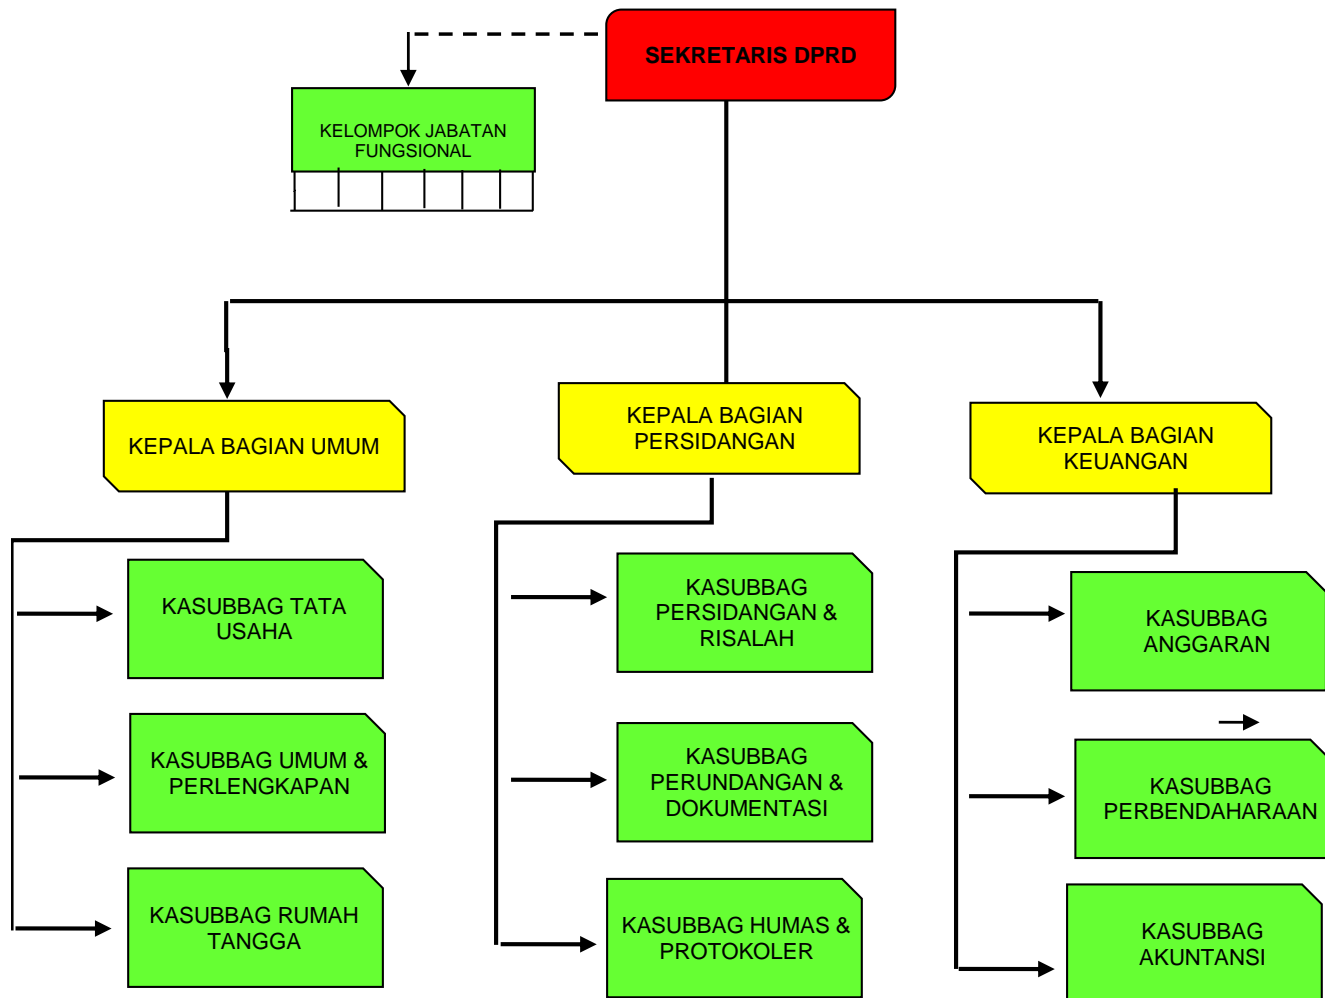 SEKRETARIS DPRD
KELOMPOK JABATAN
FUNGSIONAL
KEPALA BAGIAN UMUM
KEPALA BAGIAN
PERSIDANGAN
KEPALA BAGIAN
KEUANGAN
KASUBBAG TATA
USAHA
KASUBBAG UMUM &
PERLENGKAPAN
KASUBBAG RUMAH
TANGGA
KASUBBAG
PERSIDANGAN &
RISALAH
KASUBBAG
PERUNDANGAN &
DOKUMENTASI
KASUBBAG HUMAS &
PROTOKOLER
KASUBBAG
ANGGARAN
KASUBBAG
PERBENDAHARAAN
KASUBBAG
AKUNTANSI